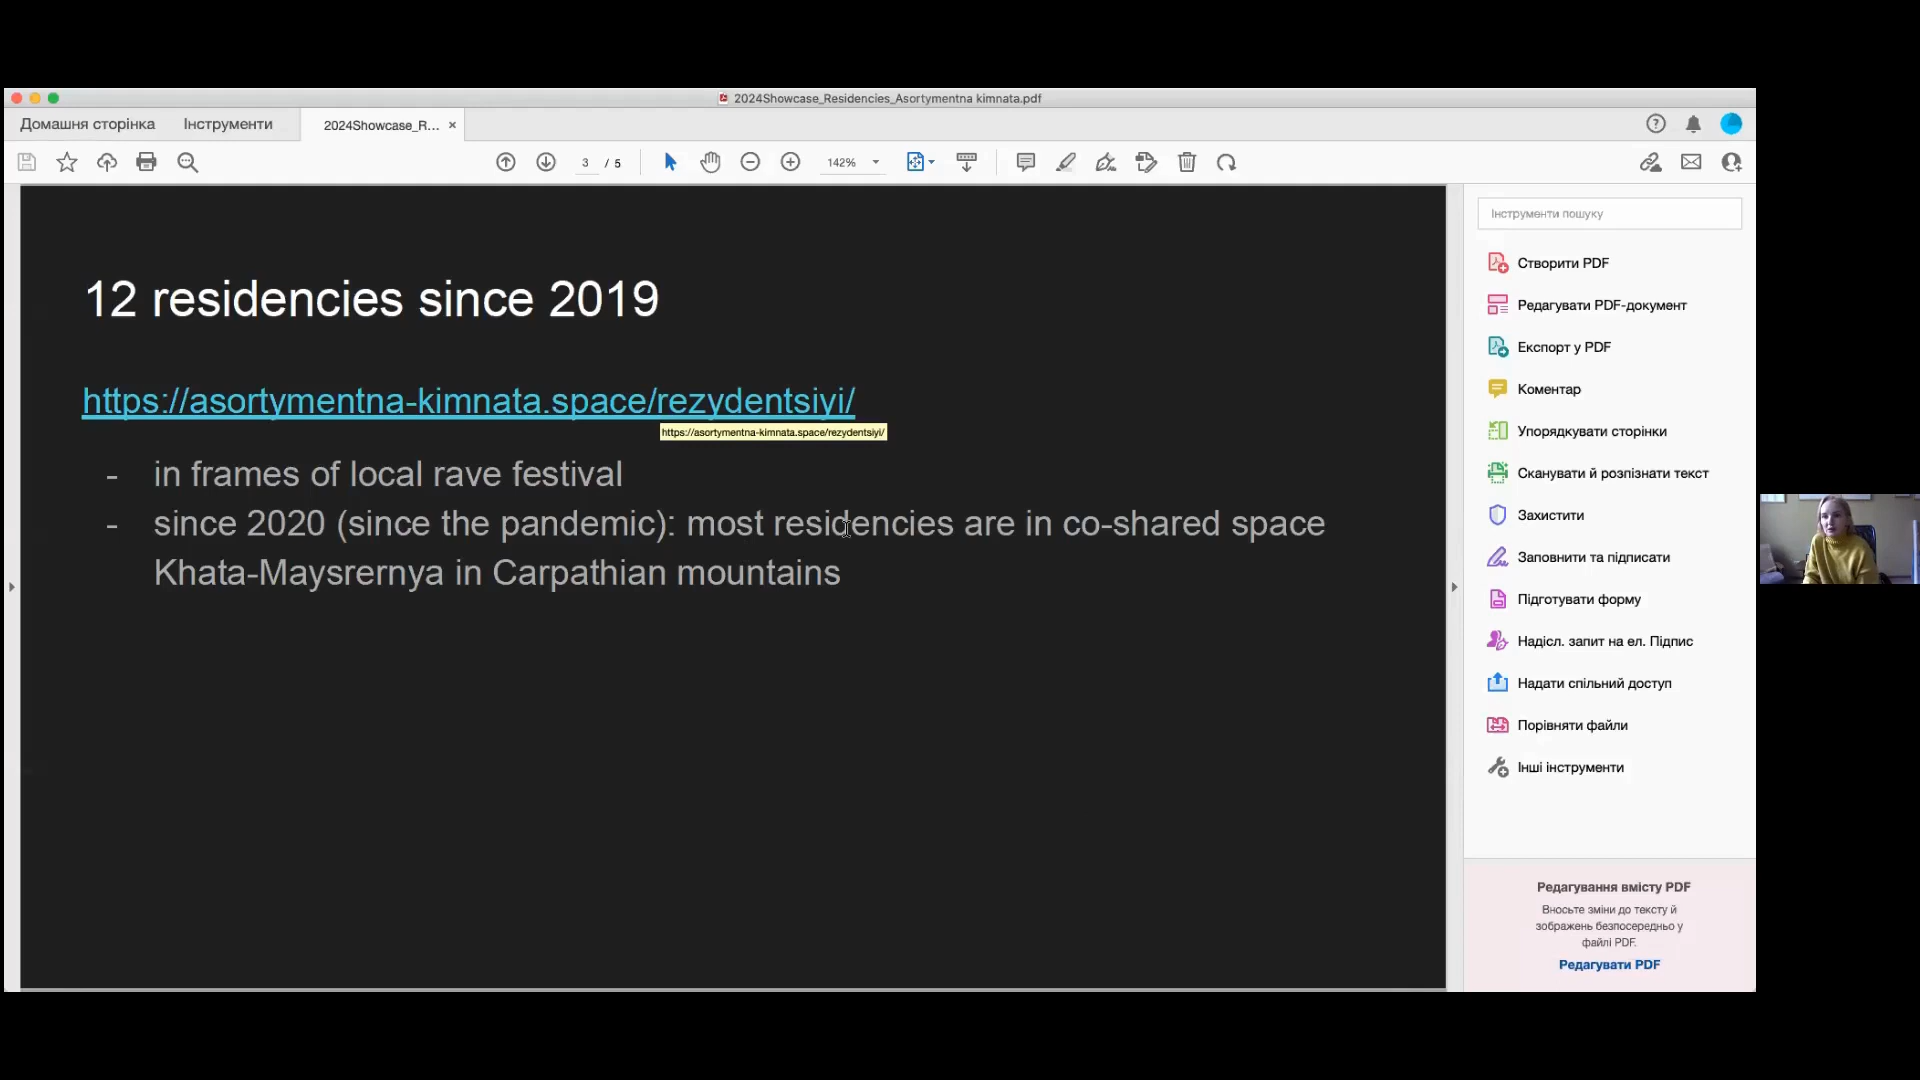 2024Showcase_Residencies_Asortymentna kimnata.pdf
Домашня сторінка
Інструменти
2024Showcase_R...
3 / 5
142%
12 residencies since 2019
https://asortymentna-kimnata.space/rezydentsiyi/
https://asortymentna-kimnata.space/rezydentsiyi/
- in frames of local rave festival
- since 2020 (since the pandemic): most residencies are in co-shared space
Khata-Maysrernya in Carpathian mountains
Інструменти пошуку
Створити PDF
Редагувати PDF-документ
Експорт у PDF
Коментар
Упорядкувати сторінки
Сканувати й розпізнати текст
Захистити
Заповнити та підписати
Підготувати форму
Надісл. запит на ел. Підпис
Надати спільний доступ
Порівняти файли
Інші інструменти
Редагування вмісту PDF
Вносьте зміни до тексту й
зображень безпосередньо у
файлі PDF.
Редагувати PDF